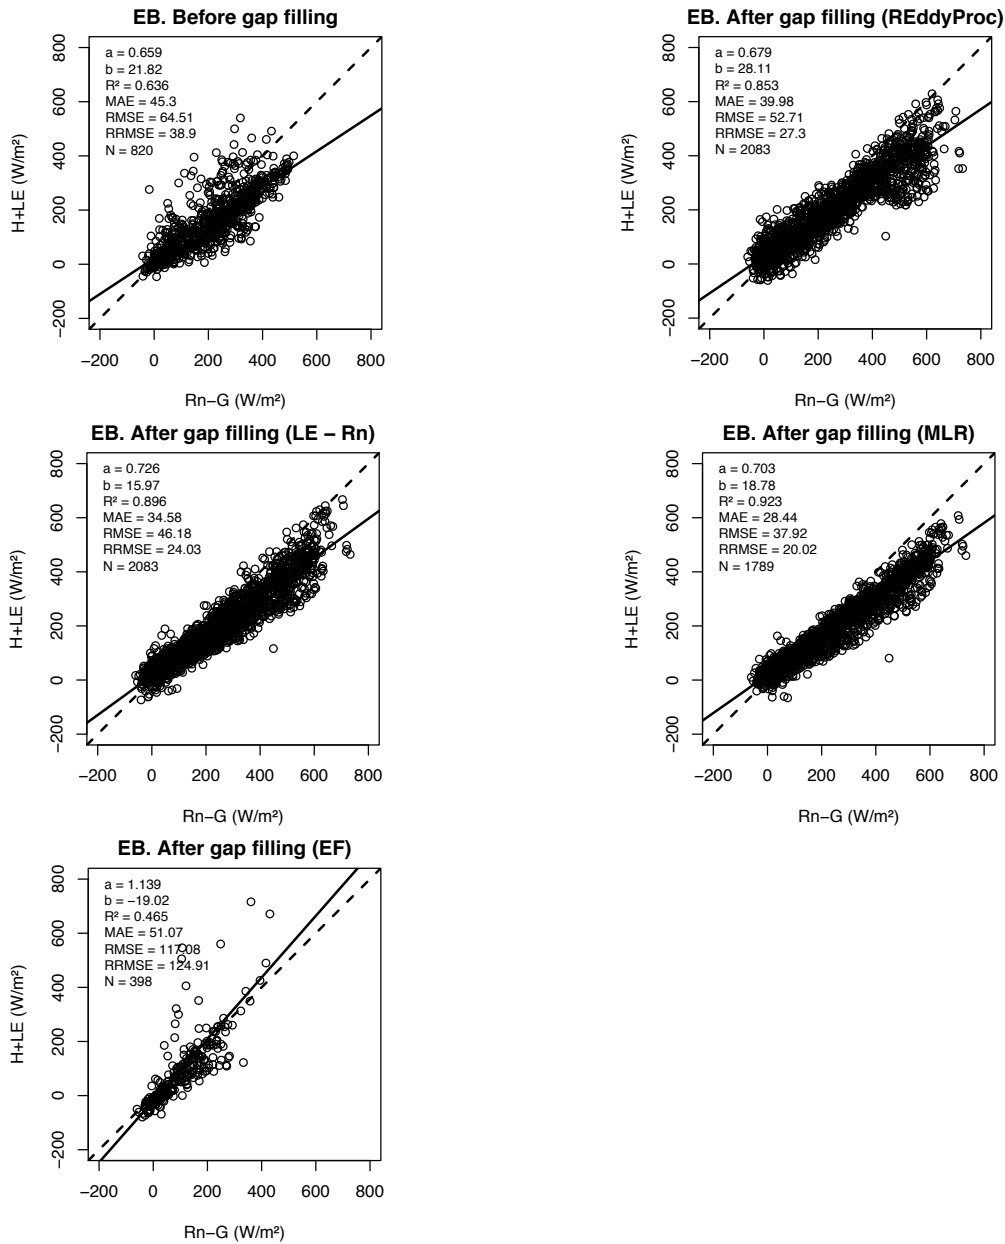 EB. Before gap filling
a = 0.659
b = 21.82
R² = 0.636
MAE = 45.3
RMSE = 64.51
RRMSE = 38.9
N = 820
H+LE (W/m²)
800
600
400
200
0
−200
−200 0 200 400 600 800
Rn−G (W/m²)
EB. After gap filling (REddyProc)
a = 0.679
b = 28.11
R² = 0.853
MAE = 39.98
RMSE = 52.71
RRMSE = 27.3
N = 2083
H+LE (W/m²)
800
600
400
200
0
−200
−200 0 200 400 600 800
Rn−G (W/m²)
EB. After gap filling (LE − Rn)
a = 0.726
b = 15.97
R² = 0.896
MAE = 34.58
RMSE = 46.18
RRMSE = 24.03
N = 2083
H+LE (W/m²)
800
600
400
200
0
−200
−200 0 200 400 600 800
Rn−G (W/m²)
EB. After gap filling (MLR)
a = 0.703
b = 18.78
R² = 0.923
MAE = 28.44
RMSE = 37.92
RRMSE = 20.02
N = 1789
H+LE (W/m²)
800
600
400
200
0
−200
−200 0 200 400 600 800
Rn−G (W/m²)
EB. After gap filling (EF)
a = 1.139
b = −19.02
R² = 0.465
MAE = 51.07
RMSE = 117.08
RRMSE = 124.91
N = 398
H+LE (W/m²)
800
600
400
200
0
−200
−200 0 200 400 600 800
Rn−G (W/m²)